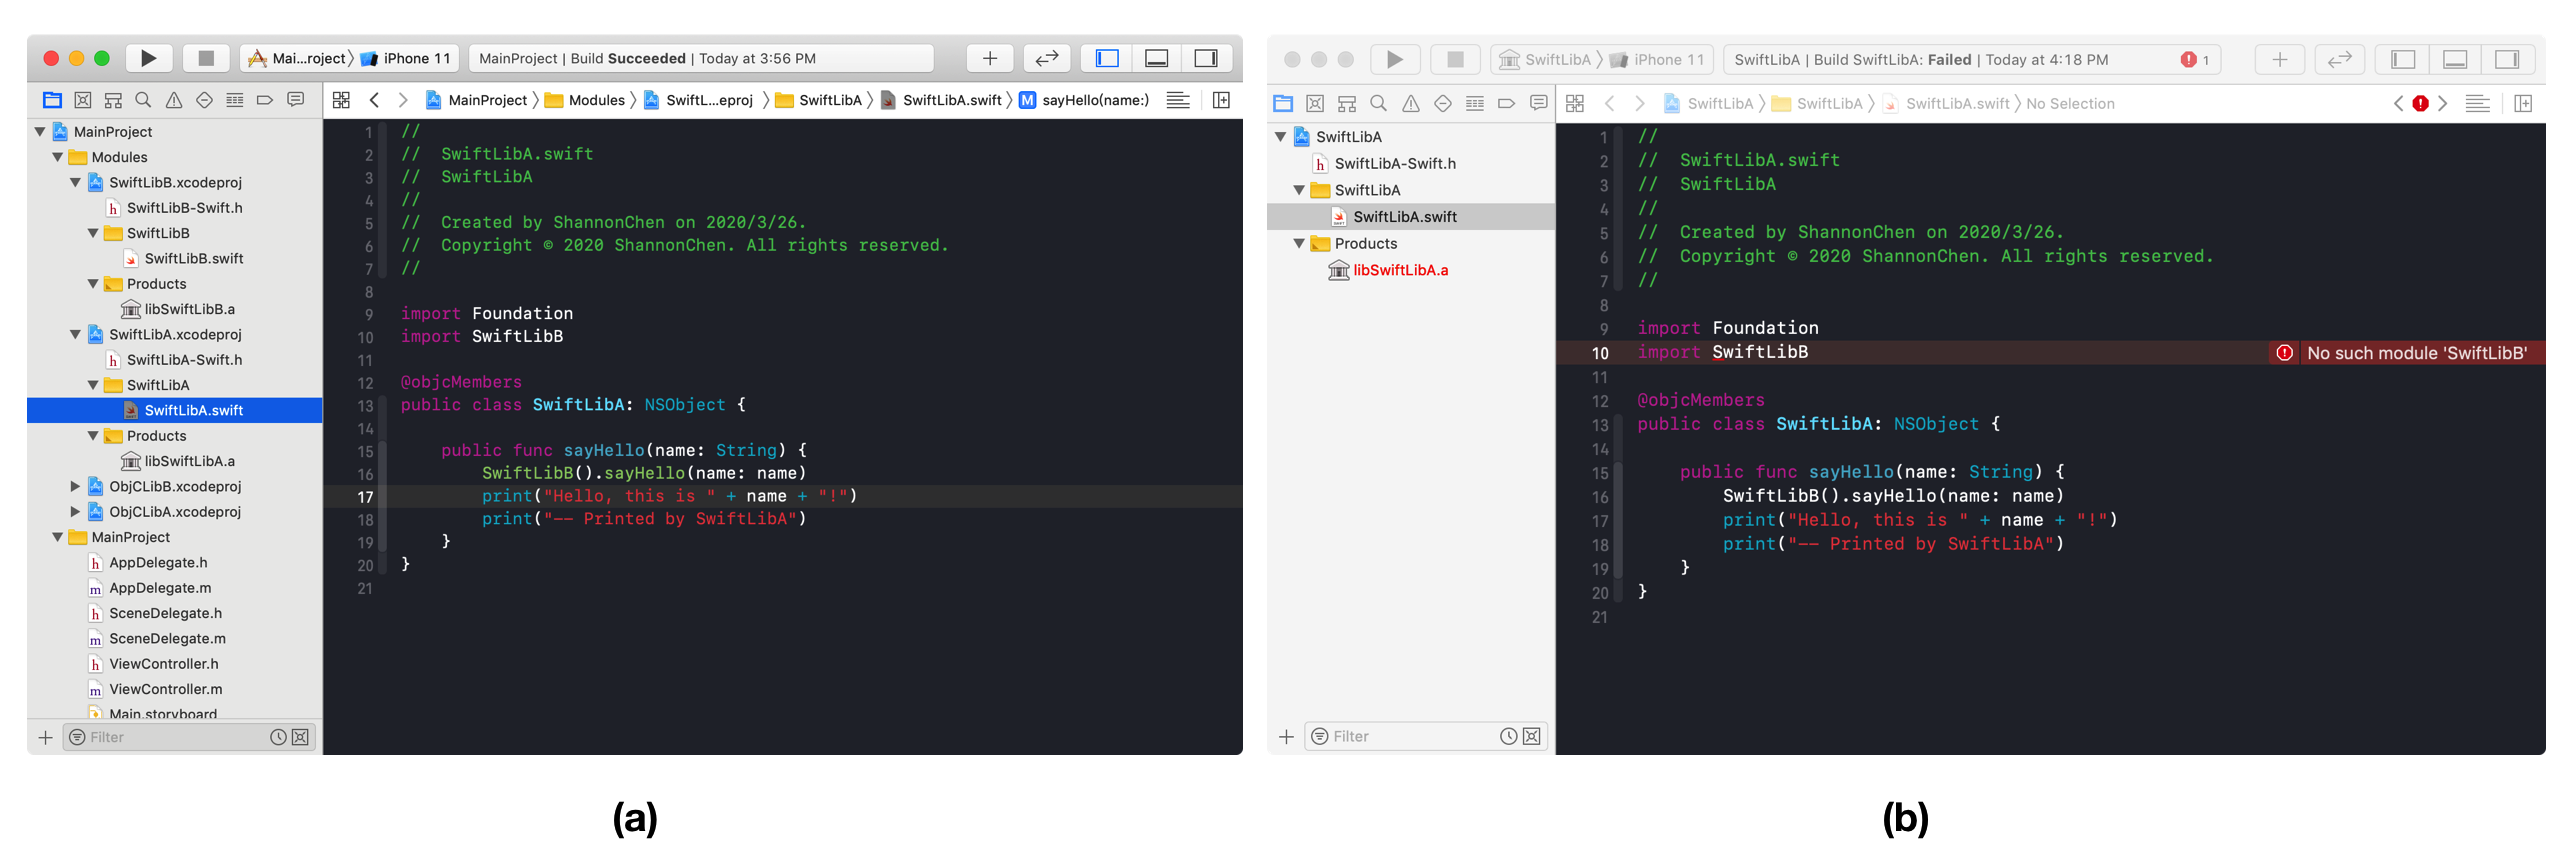 Mai...roject 〉 iPhone 11
MainProject | Build Succeeded | Today at 3:56 PM
MainProject 〉 Modules 〉 SwiftL...eproj 〉 SwiftLibA 〉 SwiftLibA.swift 〉 M sayHello(name:)
MainProject
Modules
SwiftLibB.xcodeproj
h SwiftLibB-Swift.h
SwiftLibB
SwiftLibB.swift
Products
libSwiftLibB.a
SwiftLibA.xcodeproj
h SwiftLibA-Swift.h
SwiftLibA
SwiftLibA.swift
Products
libSwiftLibA.a
ObjCLibB.xcodeproj
ObjCLibA.xcodeproj
MainProject
h AppDelegate.h
m AppDelegate.m
h SceneDelegate.h
m SceneDelegate.m
h ViewController.h
m ViewController.m
Main.storyboard
Filter
1 //
2 //  SwiftLibA.swift
3 //  SwiftLibA
4 //
5 //  Created by ShannonChen on 2020/3/26.
6 //  Copyright © 2020 ShannonChen. All rights reserved.
7 //
8
9 import Foundation
10 import SwiftLibB
11
12 @objcMembers
13 public class SwiftLibA: NSObject {
14
15     public func sayHello(name: String) {
16         SwiftLibB().sayHello(name: name)
17         print("Hello, this is " + name + "!")
18         print("-- Printed by SwiftLibA")
19     }
20 }
21
(a)
SwiftLibA 〉 iPhone 11
SwiftLibA | Build SwiftLibA: Failed | Today at 4:18 PM
1
SwiftLibA 〉 SwiftLibA 〉 SwiftLibA.swift 〉 No Selection
SwiftLibA
h SwiftLibA-Swift.h
SwiftLibA
SwiftLibA.swift
Products
libSwiftLibA.a
Filter
1 //
2 //  SwiftLibA.swift
3 //  SwiftLibA
4 //
5 //  Created by ShannonChen on 2020/3/26.
6 //  Copyright © 2020 ShannonChen. All rights reserved.
7 //
8
9 import Foundation
10 import SwiftLibB No such module 'SwiftLibB'
11
12 @objcMembers
13 public class SwiftLibA: NSObject {
14
15     public func sayHello(name: String) {
16         SwiftLibB().sayHello(name: name)
17         print("Hello, this is " + name + "!")
18         print("-- Printed by SwiftLibA")
19     }
20 }
21
(b)